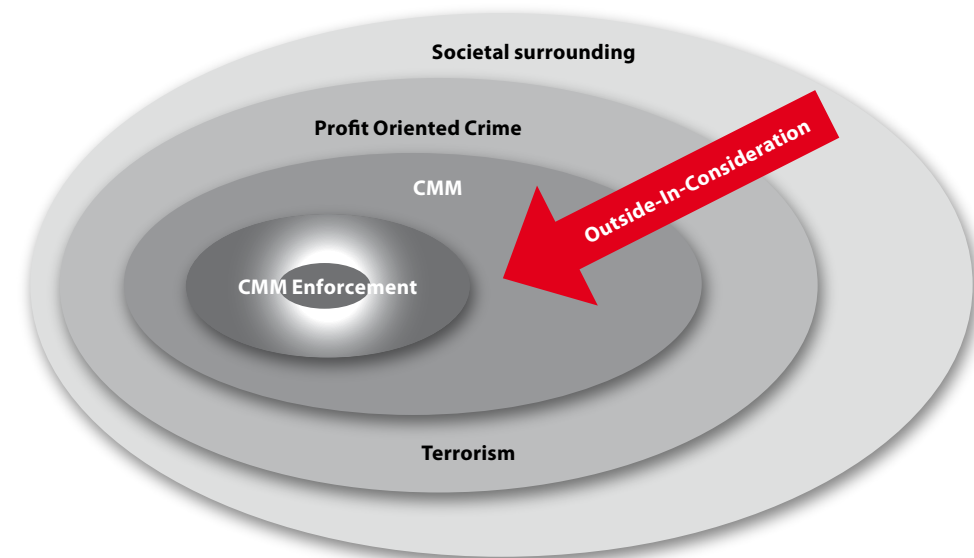 Societal surrounding
Profit Oriented Crime
Outside-In-Consideration
CMM
CMM Enforcement
Terrorism